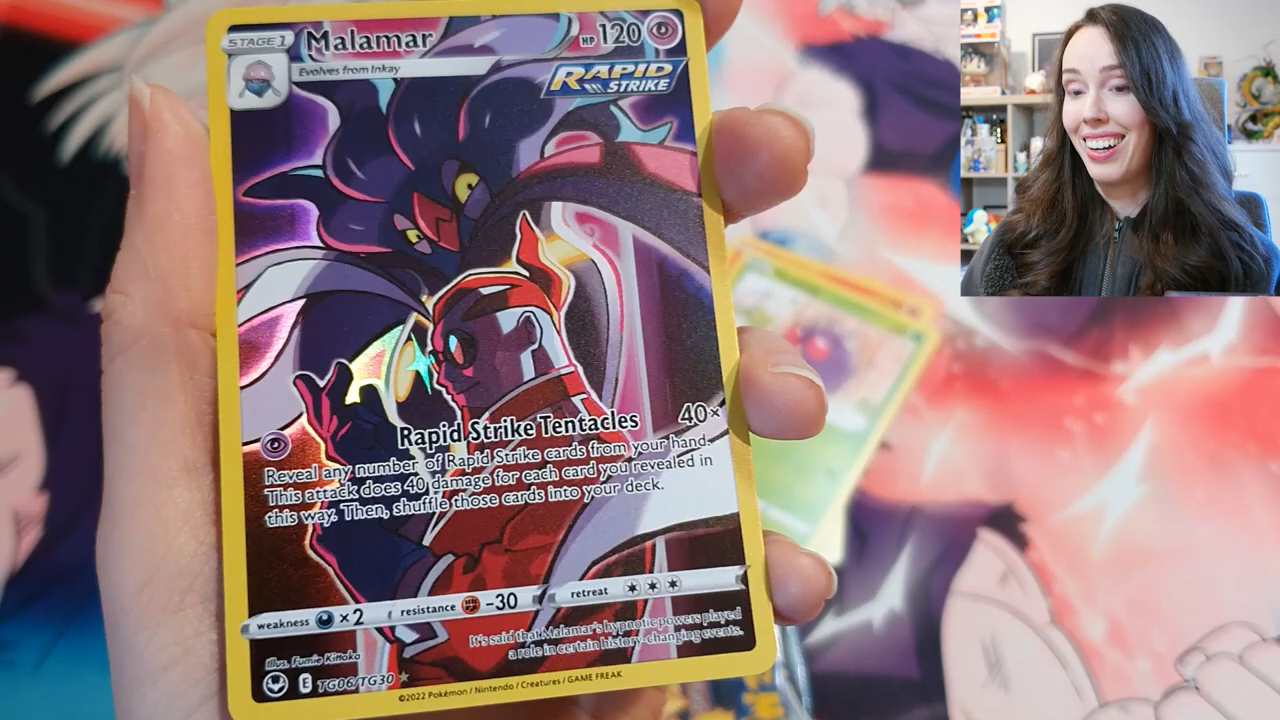 STAGE 1 Malamar HP 120
Evolves from Inkay
RAPID STRIKE
Rapid Strike Tentacles 40×
Reveal any number of Rapid Strike cards from your hand.
This attack does 40 damage for each card you revealed in
this way. Then, shuffle those cards into your deck.
weakness ×2 resistance -30 retreat
It's said that Malamar's hypnotic powers played
a role in certain history-changing events.
Illus. Fumie Kittaka
E TG06/TG30
©2022 Pokémon / Nintendo / Creatures / GAME FREAK